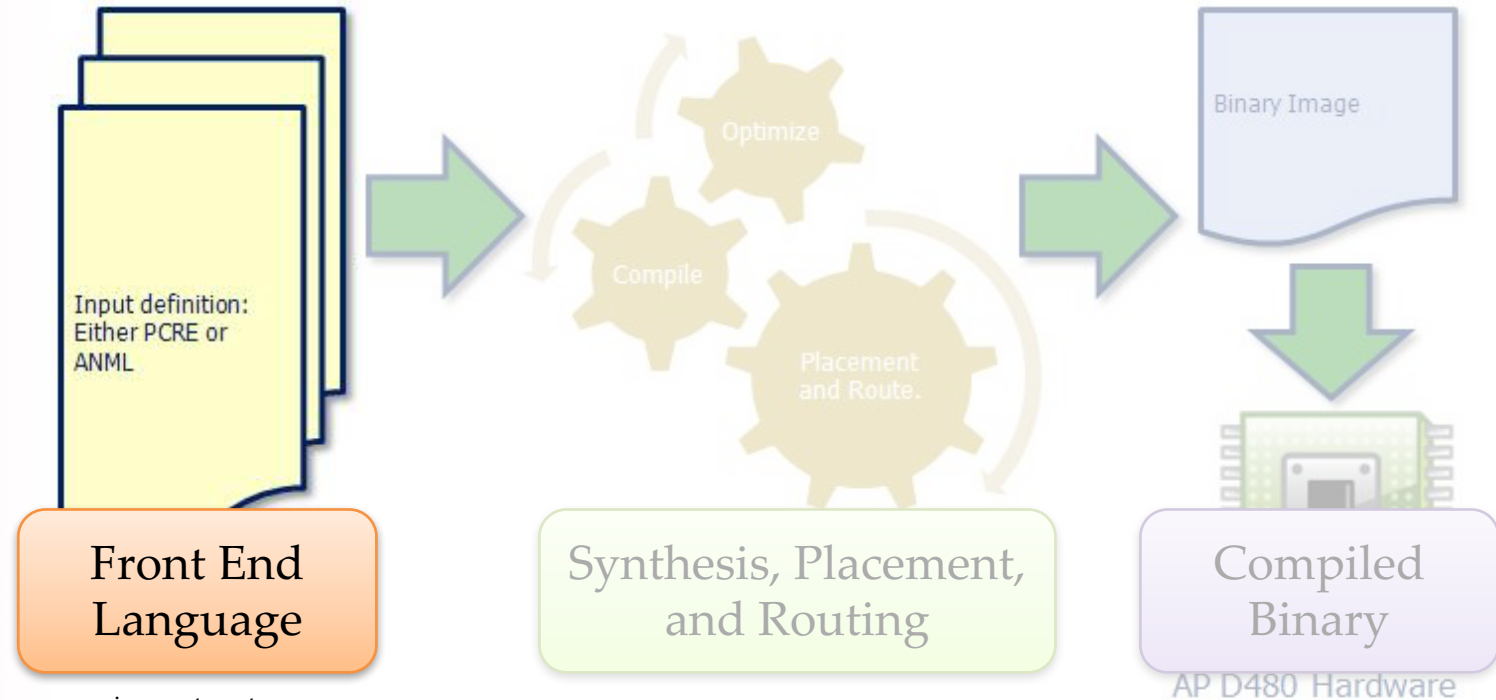 Input definition:
Either PCRE or
ANML
Optimize
Compile
Placement
and Route.
Binary Image
Front End
Language
Synthesis, Placement,
and Routing
Compiled
Binary
AP D480 Hardware